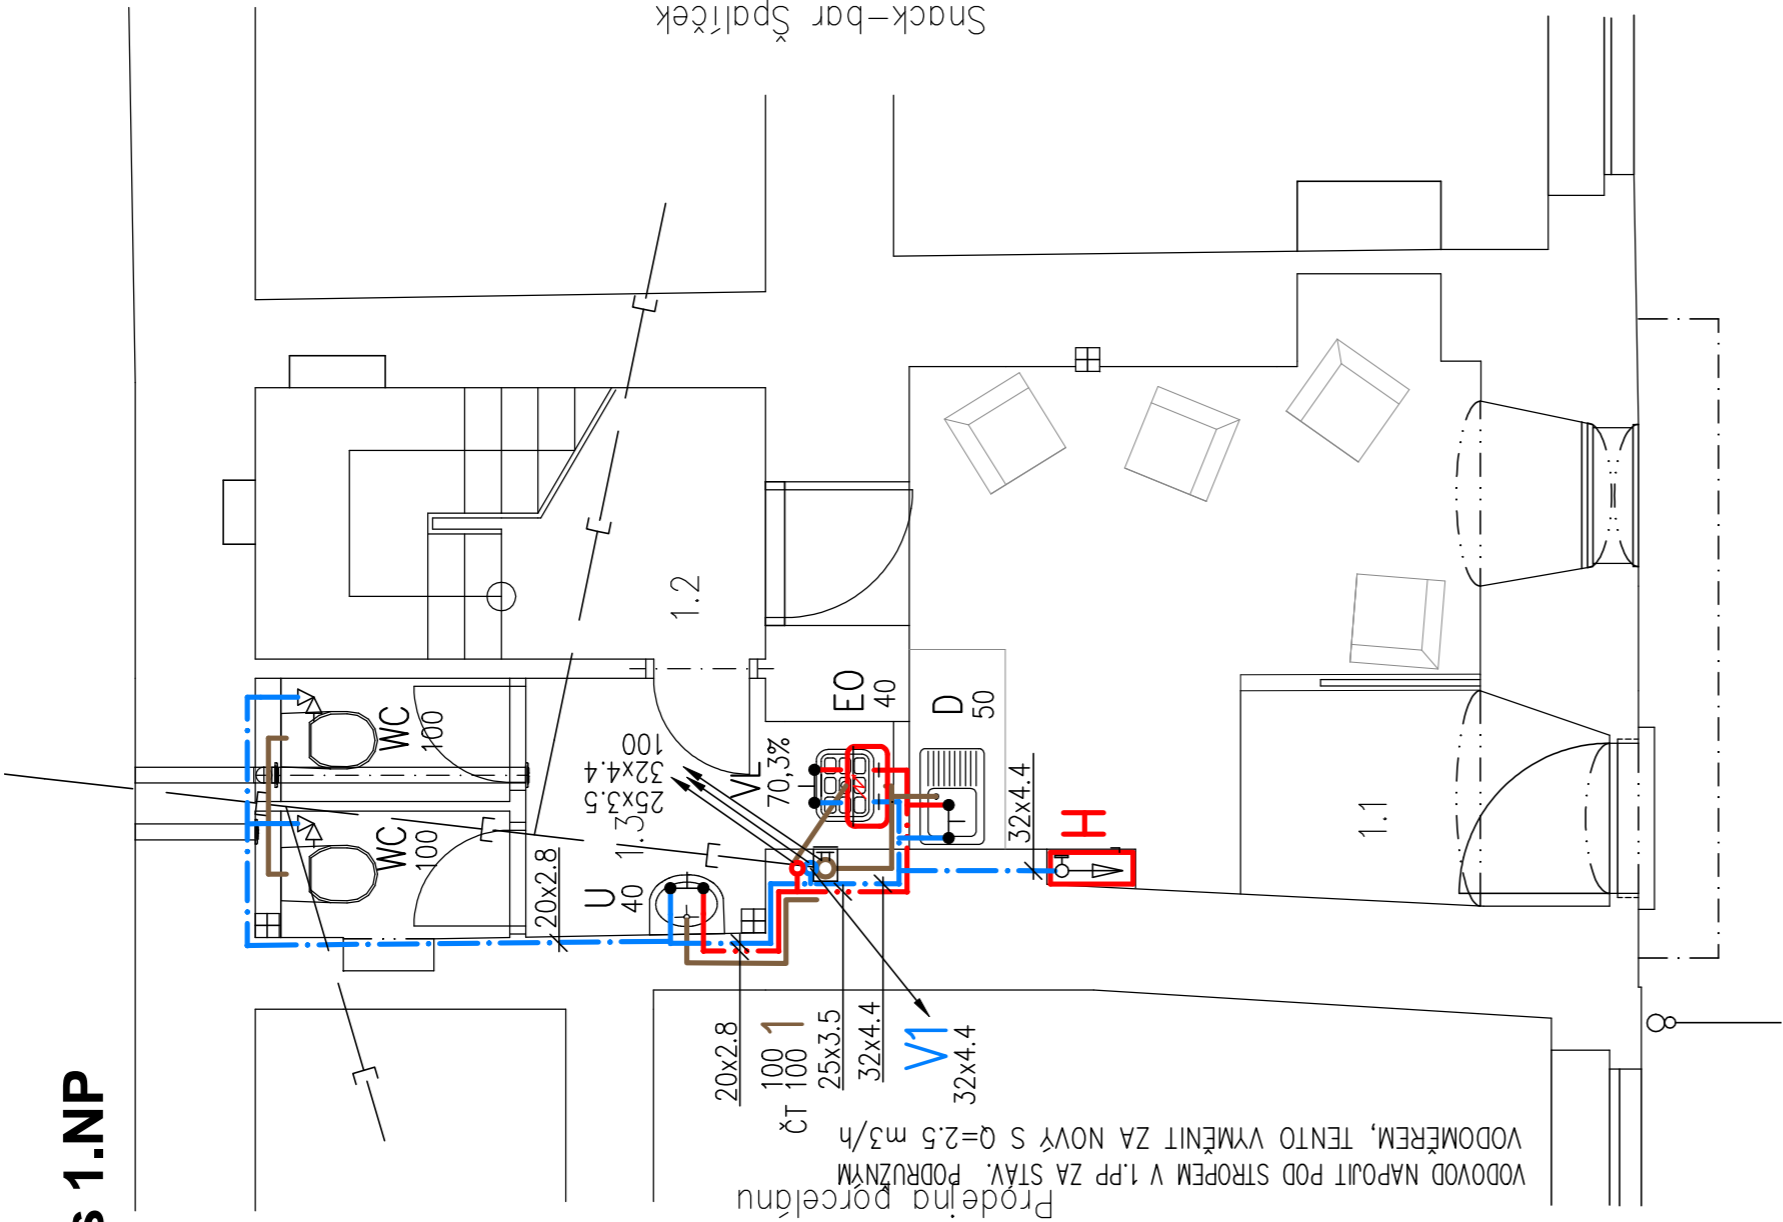 Snack-bar Špalíček
s 1.NP
1.2
WC
100
WC
100
100
32x4.4
25x3.5
1.3
20x2.8
U
40
VL
70,3%
EO
40
D
50
32x4.4
H
1.1
20x2.8
100 1
ČT 100
25x3.5
32x4.4
V1
32x4.4
VODOVOD NAPOJIT POD STROPEM V 1.PP ZA STÁV. PODRUŽNÝM
VODOMĚREM, TENTO VYMĚNIT ZA NOVÝ S Q=2.5 m3/h
Prodejna porcelánu
8